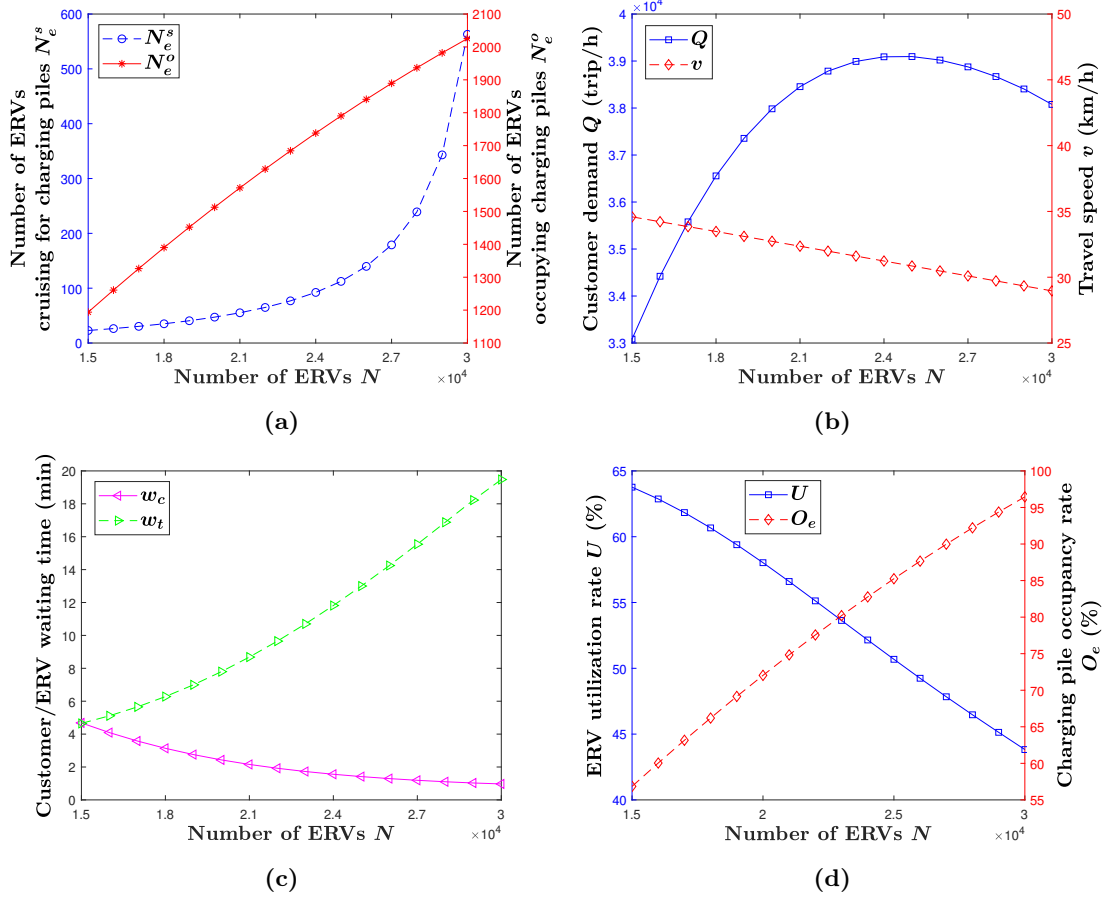 600
500
400
300
200
100
0
Number of ERVs
cruising for charging piles N_e^s
N_e^s
N_e^o
2100
2000
1900
1800
1700
1600
1500
1400
1300
1200
1100
Number of ERVs
occupying charging piles N_e^o
1.5 1.8 2.1 2.4 2.7 3
×10^4
Number of ERVs N
(a)
×10^4
4
3.9
3.8
3.7
3.6
3.5
3.4
3.3
Customer demand Q (trip/h)
Q
v
50
45
40
35
30
25
Travel speed v (km/h)
1.5 1.8 2.1 2.4 2.7 3
×10^4
Number of ERVs N
(b)
20
18
16
14
12
10
8
6
4
2
0
Customer/ERV waiting time (min)
w_c
w_t
1.5 1.8 2.1 2.4 2.7 3
×10^4
Number of ERVs N
(c)
65
60
55
50
45
40
ERV utilization rate U (%)
U
O_e
100
95
90
85
80
75
70
65
60
55
Charging pile occupancy rate
O_e (%)
1.5 2 2.5 3
×10^4
Number of ERVs N
(d)